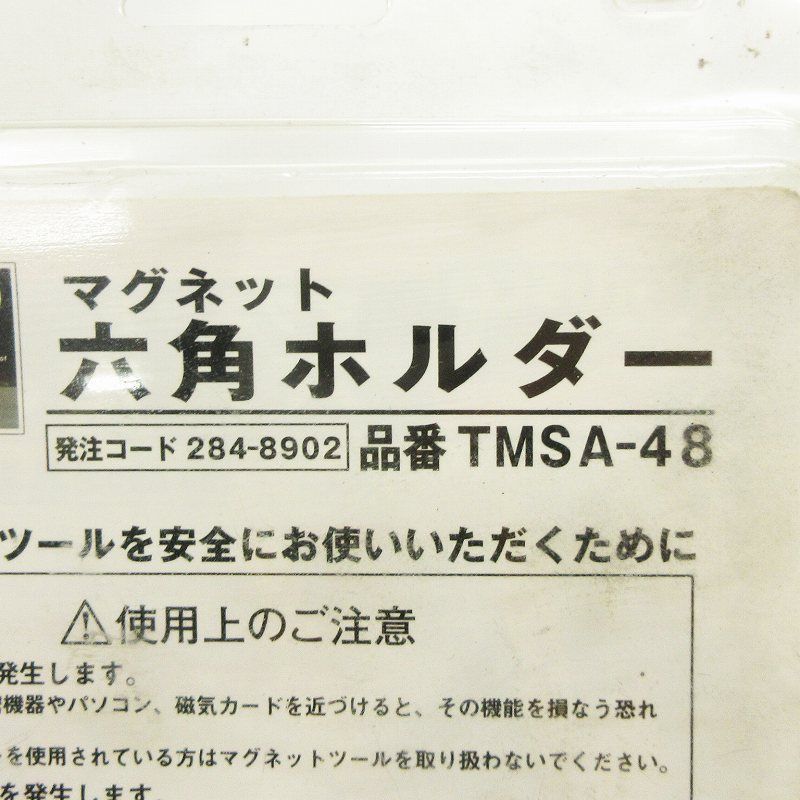 マグネット
六角ホルダー
発注コード 284-8902 品番 TMSA-48
ツールを安全にお使いいただくために
⚠使用上のご注意
発生します。
機器やパソコン、磁気カードを近づけると、その機能を損なう恐れ
を使用されている方はマグネットツールを取り扱わないでください。
を発生します。